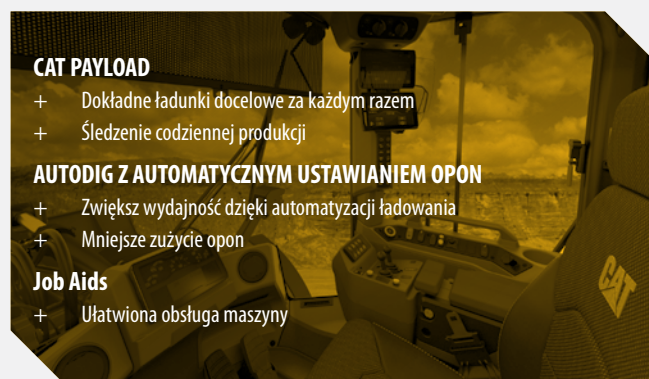 CAT PAYLOAD
+ Dokładne ładunki docelowe za każdym razem
+ Śledzenie codziennej produkcji
AUTODIG Z AUTOMATYCZNYM USTAWIANIEM OPON
+ Zwiększ wydajność dzięki automatyzacji ładowania
+ Mniejsze zużycie opon
Job Aids
+ Ułatwiona obsługa maszyny
CAT